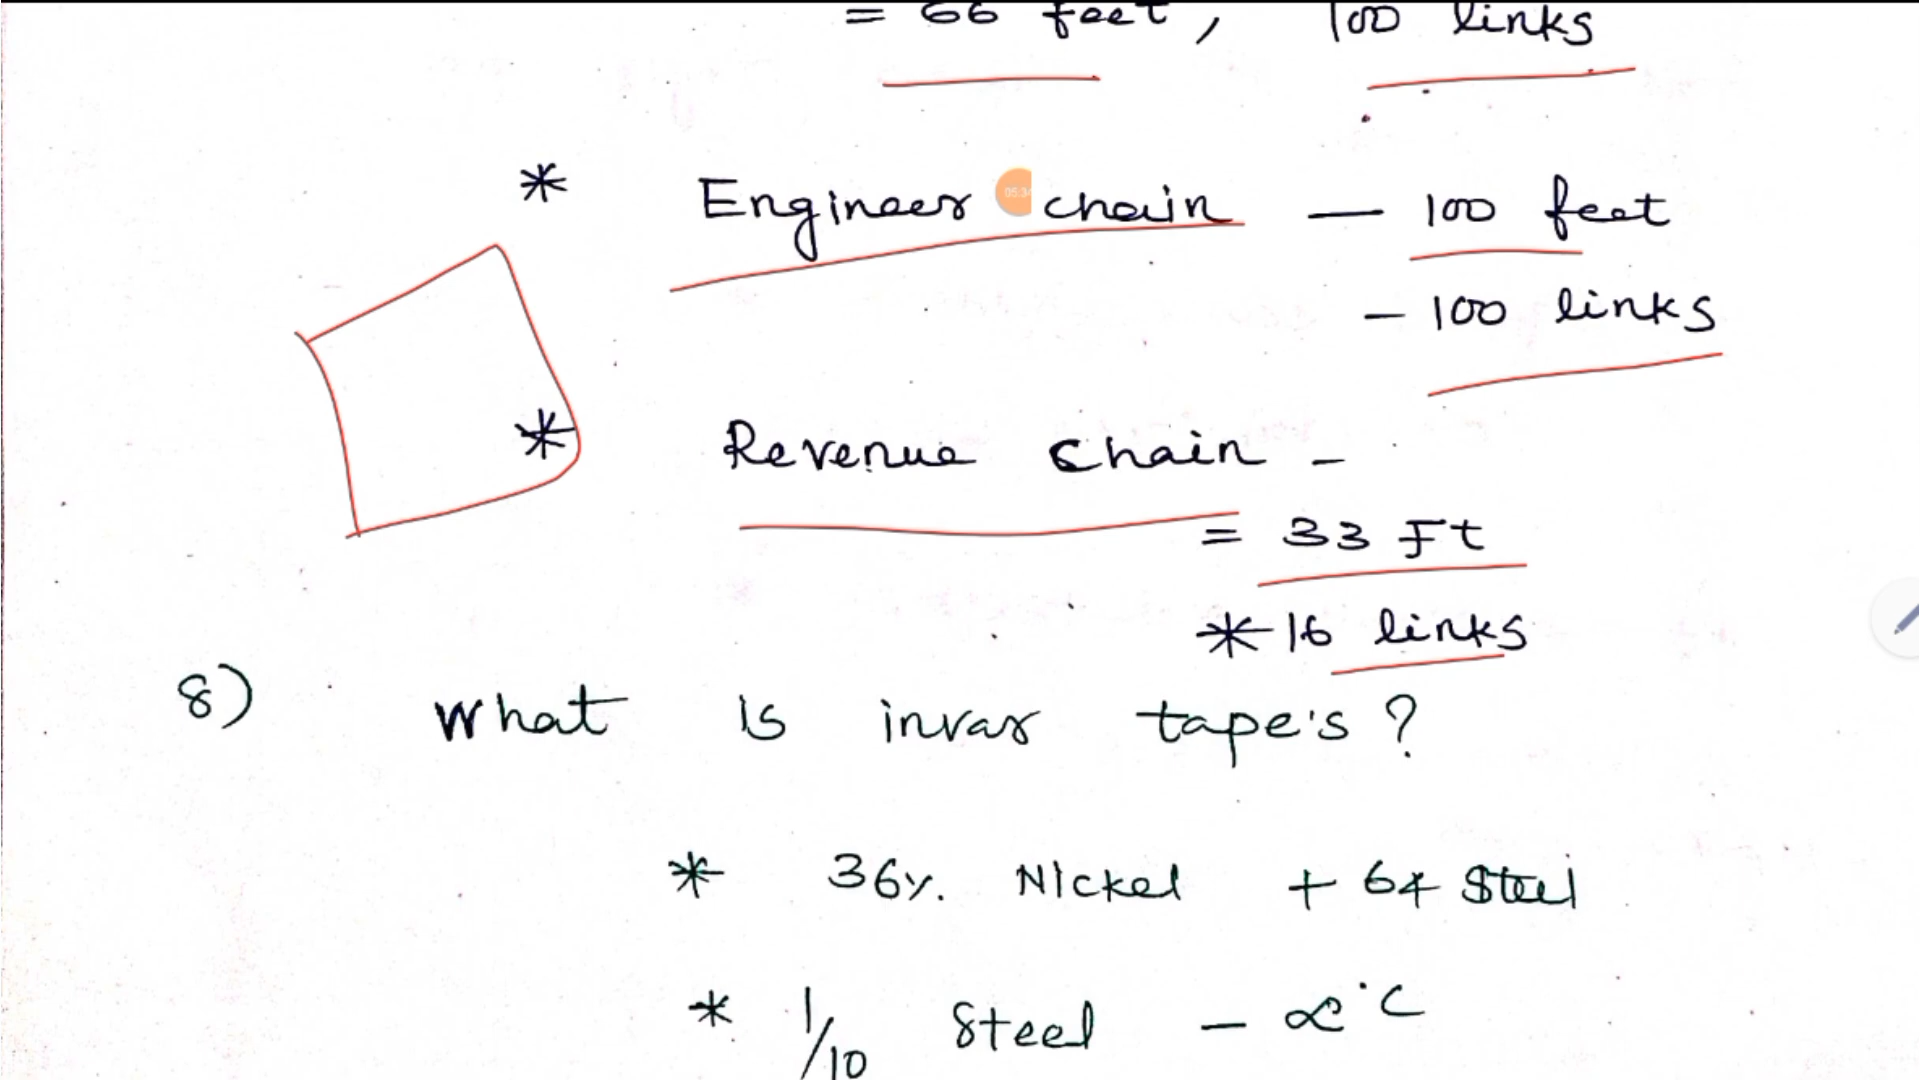 = 66 feet, 100 links
* Engineer chain — 100 feet
- 100 links
* Revenue chain -
= 33 Ft
* 16 links
8) What is invar tape's ?
* 36%. Nickel + 64 Steel
* 1/10 Steel - ∝°C